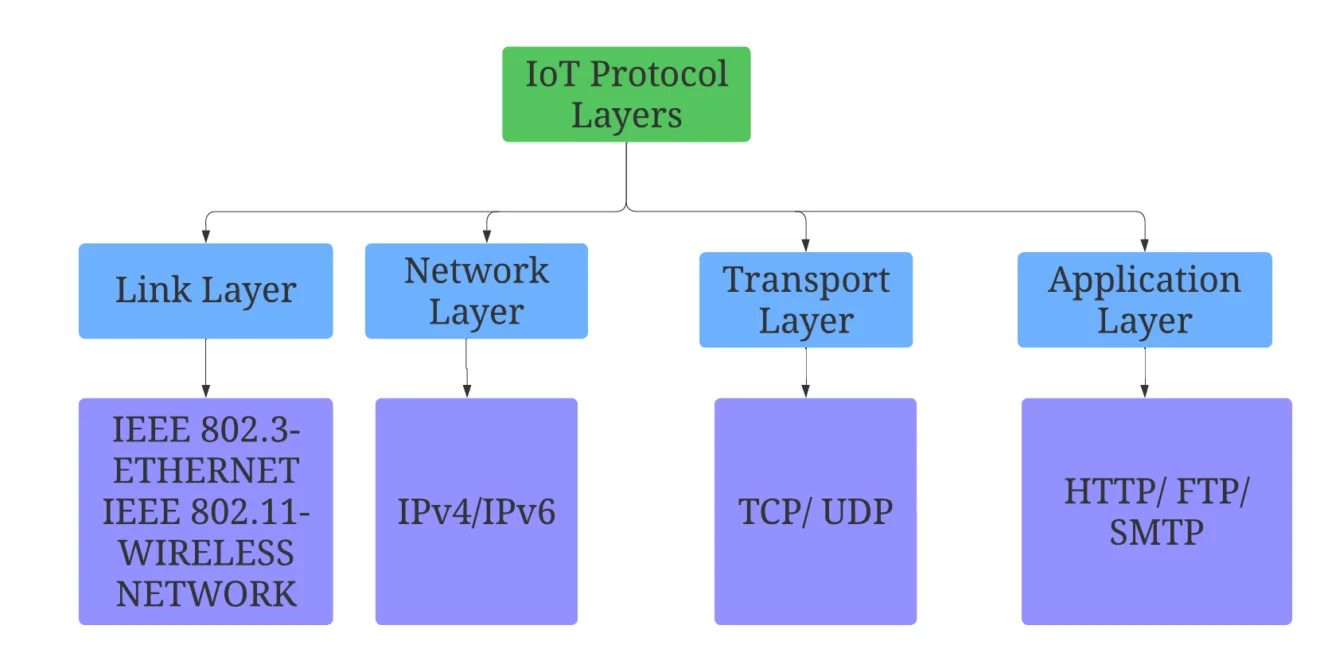 IoT Protocol
Layers
Link Layer
Network
Layer
Transport
Layer
Application
Layer
IEEE 802.3-
ETHERNET
IEEE 802.11-
WIRELESS
NETWORK
IPv4/IPv6
TCP/ UDP
HTTP/ FTP/
SMTP